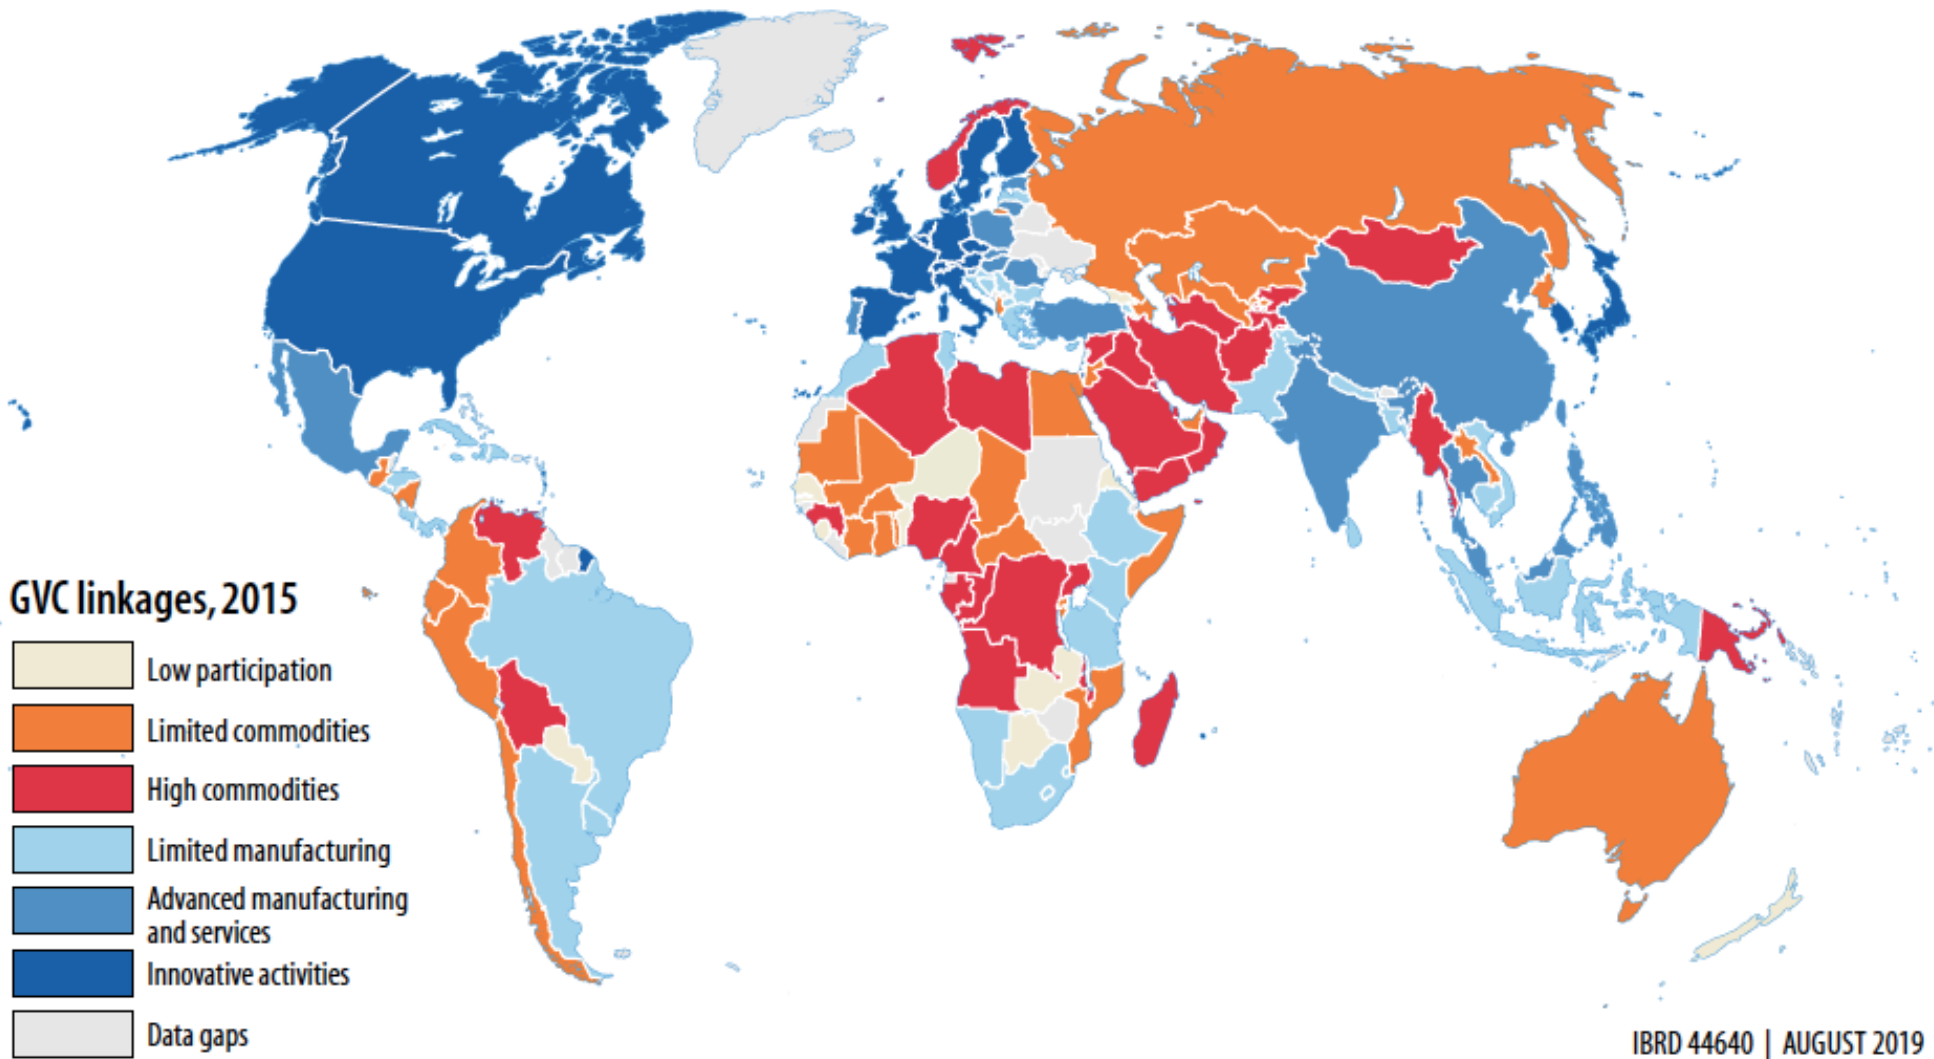 GVC linkages, 2015
Low participation
Limited commodities
High commodities
Limited manufacturing
Advanced manufacturing
and services
Innovative activities
Data gaps
IBRD 44640 | AUGUST 2019